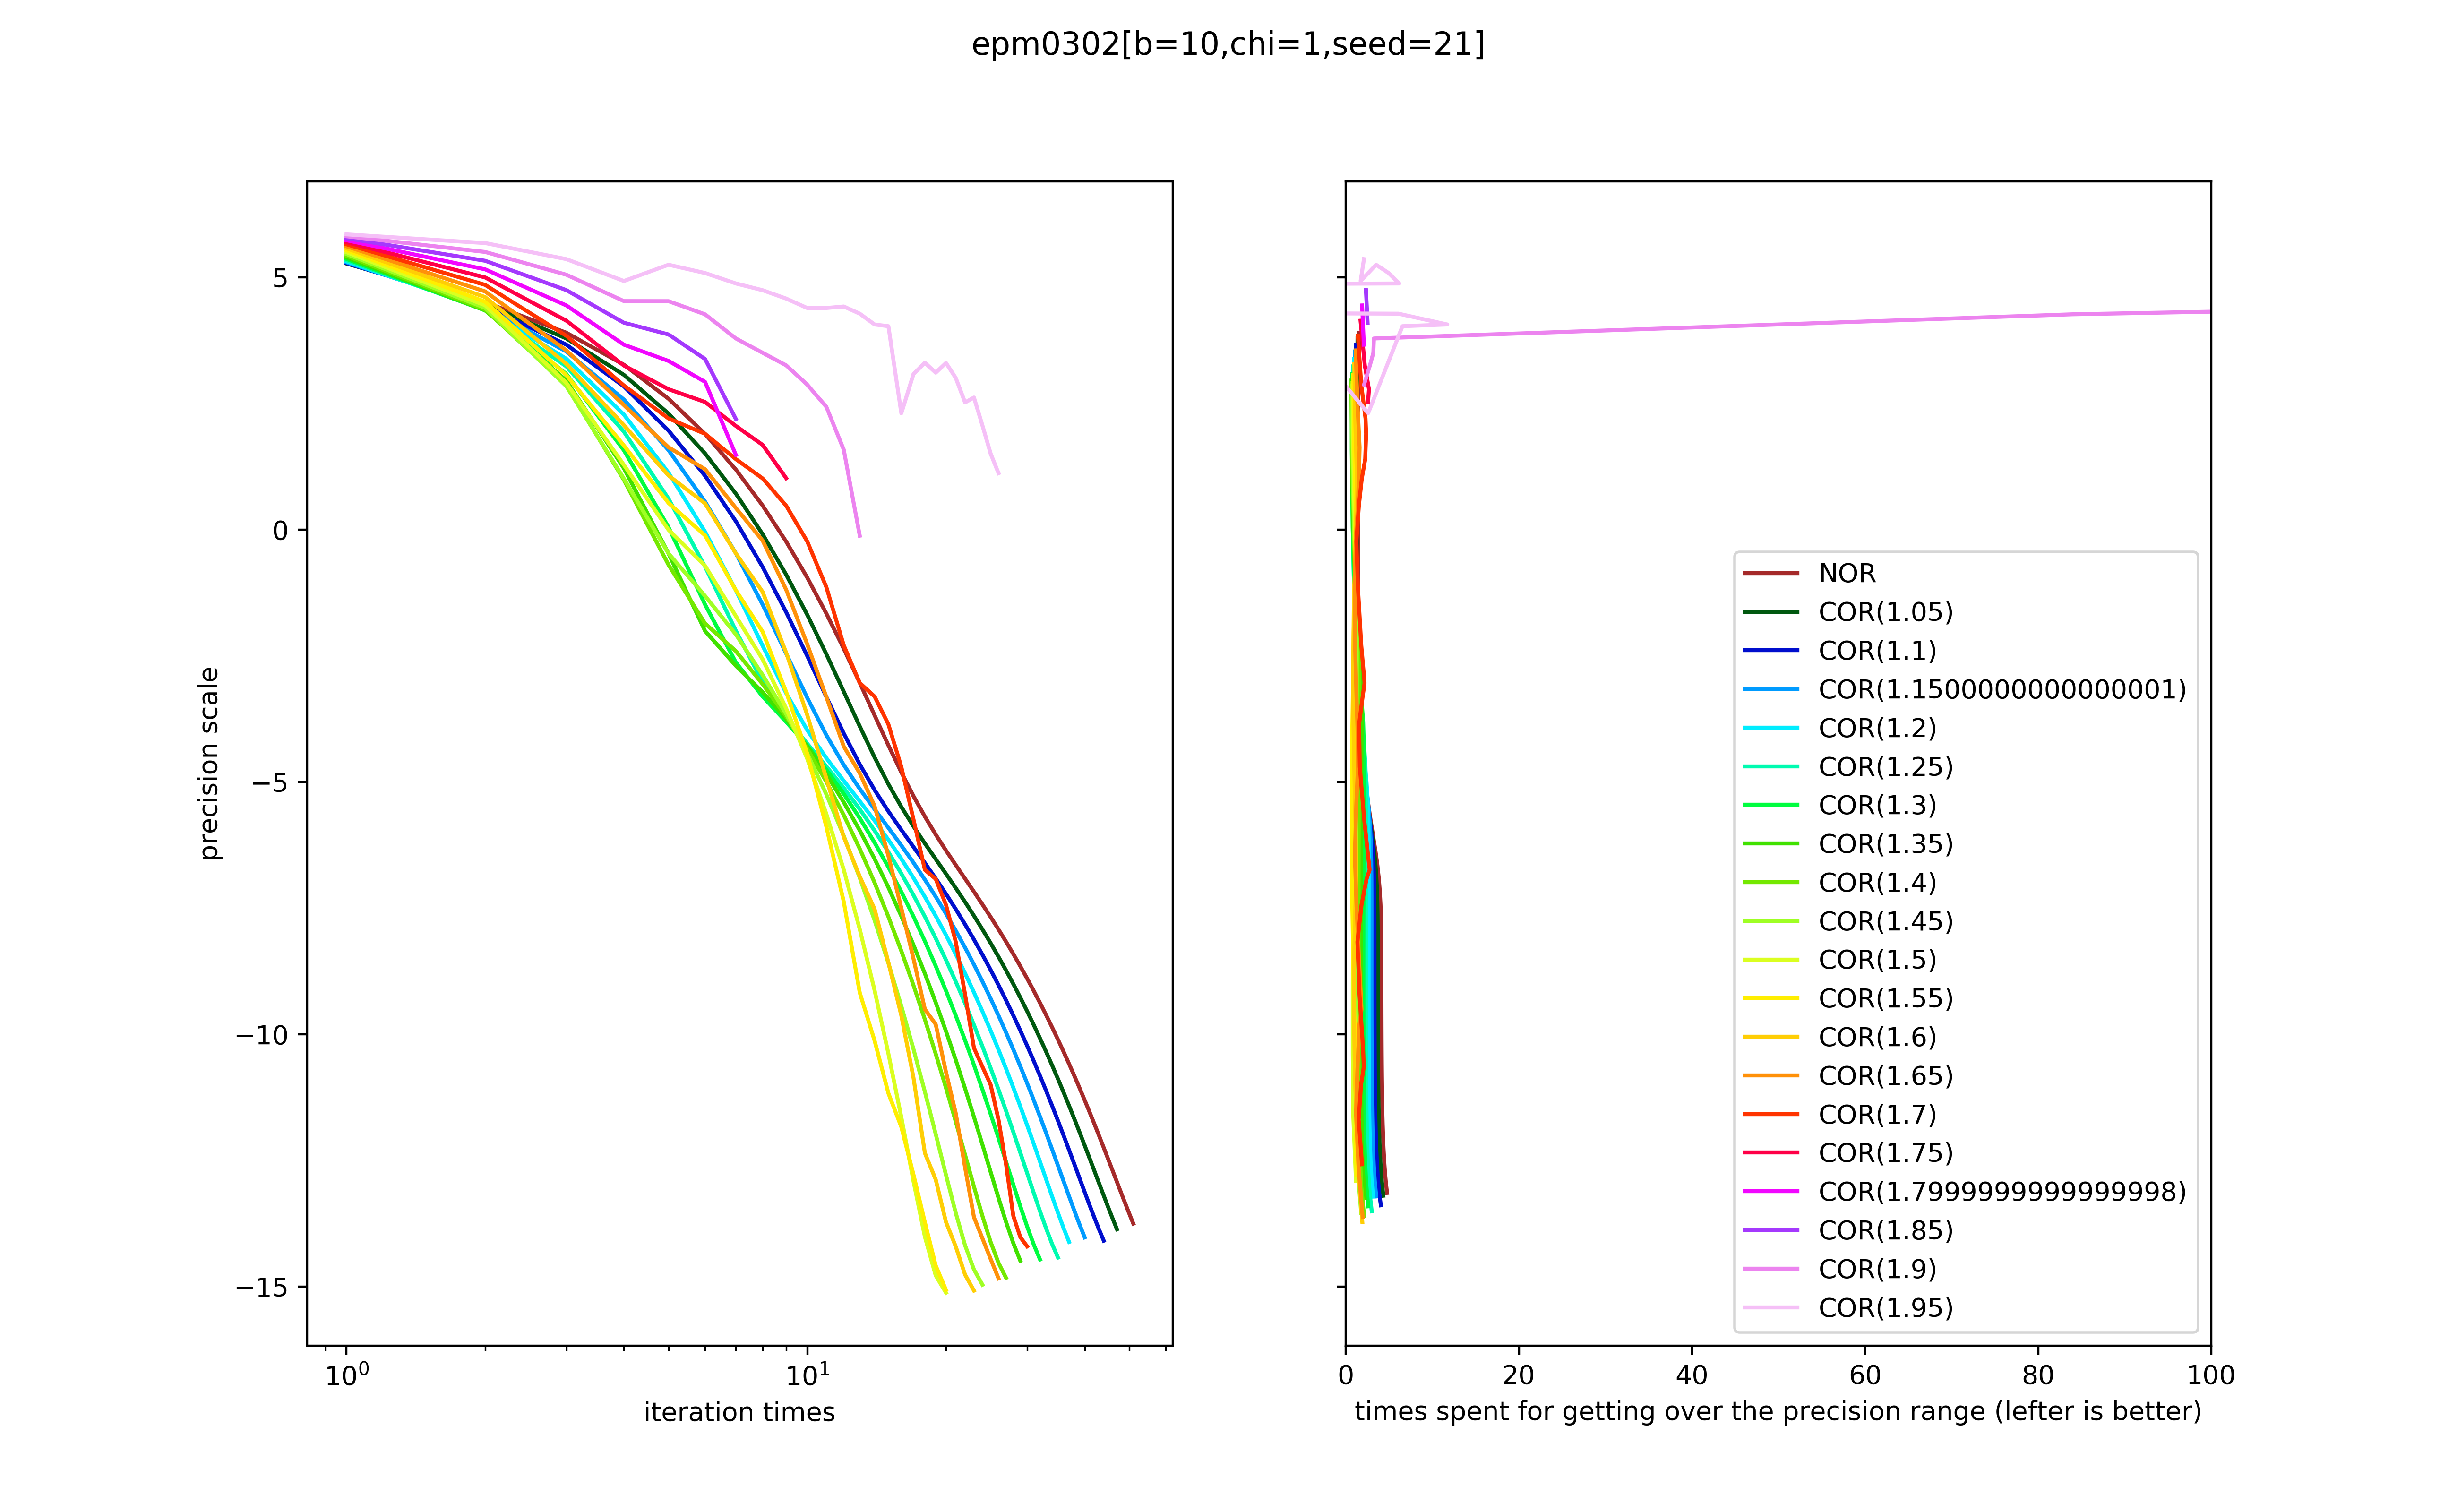 epm0302[b=10,chi=1,seed=21]
precision scale
5
0
−5
−10
−15
10⁰
10¹
iteration times
NOR
COR(1.05)
COR(1.1)
COR(1.1500000000000001)
COR(1.2)
COR(1.25)
COR(1.3)
COR(1.35)
COR(1.4)
COR(1.45)
COR(1.5)
COR(1.55)
COR(1.6)
COR(1.65)
COR(1.7)
COR(1.75)
COR(1.7999999999999998)
COR(1.85)
COR(1.9)
COR(1.95)
0
20
40
60
80
100
times spent for getting over the precision range (lefter is better)